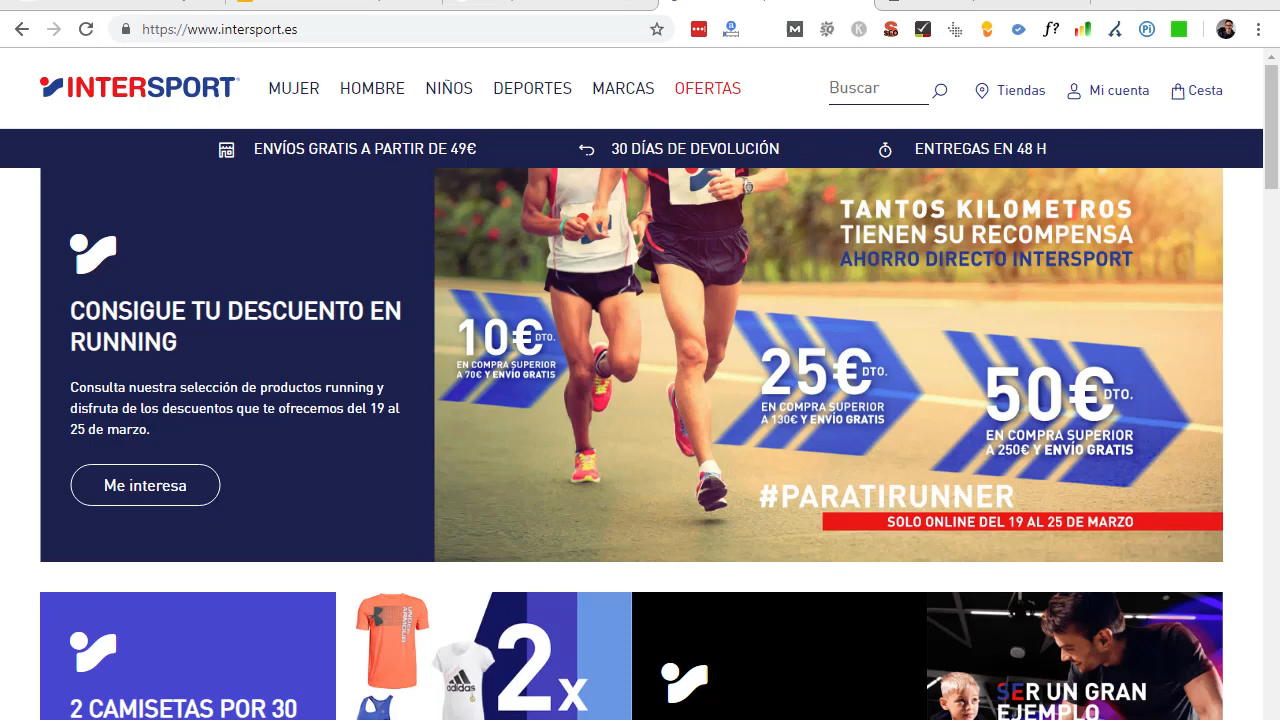 https://www.intersport.es
INTERSPORT
MUJER HOMBRE NIÑOS DEPORTES MARCAS OFERTAS
Buscar
Tiendas
Mi cuenta
Cesta
ENVÍOS GRATIS A PARTIR DE 49€
30 DÍAS DE DEVOLUCIÓN
ENTREGAS EN 48 H
CONSIGUE TU DESCUENTO EN
RUNNING
Consulta nuestra selección de productos running y
disfruta de los descuentos que te ofrecemos del 19 al
25 de marzo.
Me interesa
TANTOS KILOMETROS
TIENEN SU RECOMPENSA
AHORRO DIRECTO INTERSPORT
10€ DTO.
EN COMPRA SUPERIOR
A 70€ Y ENVÍO GRATIS
25€ DTO.
EN COMPRA SUPERIOR
A 130€ Y ENVÍO GRATIS
50€ DTO.
EN COMPRA SUPERIOR
A 250€ Y ENVÍO GRATIS
#PARATIRUNNER
SOLO ONLINE DEL 19 AL 25 DE MARZO
2 CAMISETAS POR 30
UNDER ARMOUR
adidas
2x
SER UN GRAN
EJEMPLO